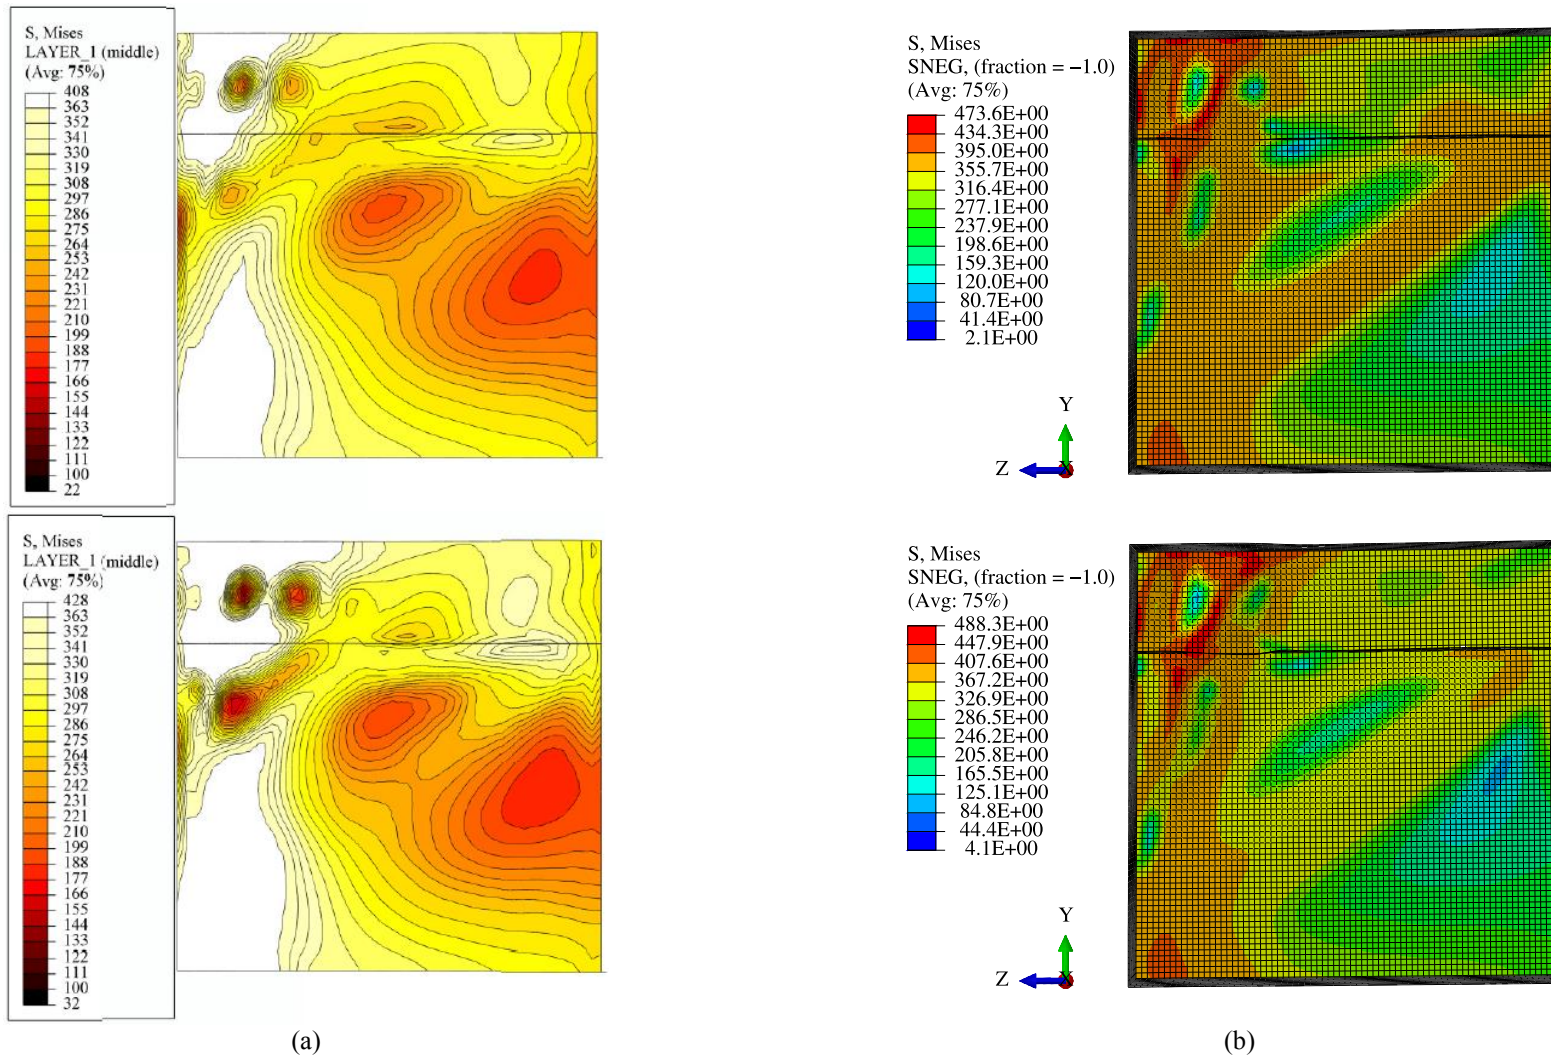 S, Mises
LAYER_1 (middle)
(Avg: 75%)
408
363
352
341
330
319
308
297
286
275
264
253
242
231
221
210
199
188
177
166
155
144
133
122
111
100
22
S, Mises
SNEG, (fraction = −1.0)
(Avg: 75%)
473.6E+00
434.3E+00
395.0E+00
355.7E+00
316.4E+00
277.1E+00
237.9E+00
198.6E+00
159.3E+00
120.0E+00
80.7E+00
41.4E+00
2.1E+00
Y
Z
X
S, Mises
LAYER_1 (middle)
(Avg: 75%)
428
363
352
341
330
319
308
297
286
275
264
253
242
231
221
210
199
188
177
166
155
144
133
122
111
100
32
S, Mises
SNEG, (fraction = −1.0)
(Avg: 75%)
488.3E+00
447.9E+00
407.6E+00
367.2E+00
326.9E+00
286.5E+00
246.2E+00
205.8E+00
165.5E+00
125.1E+00
84.8E+00
44.4E+00
4.1E+00
Y
Z
X
(a)
(b)